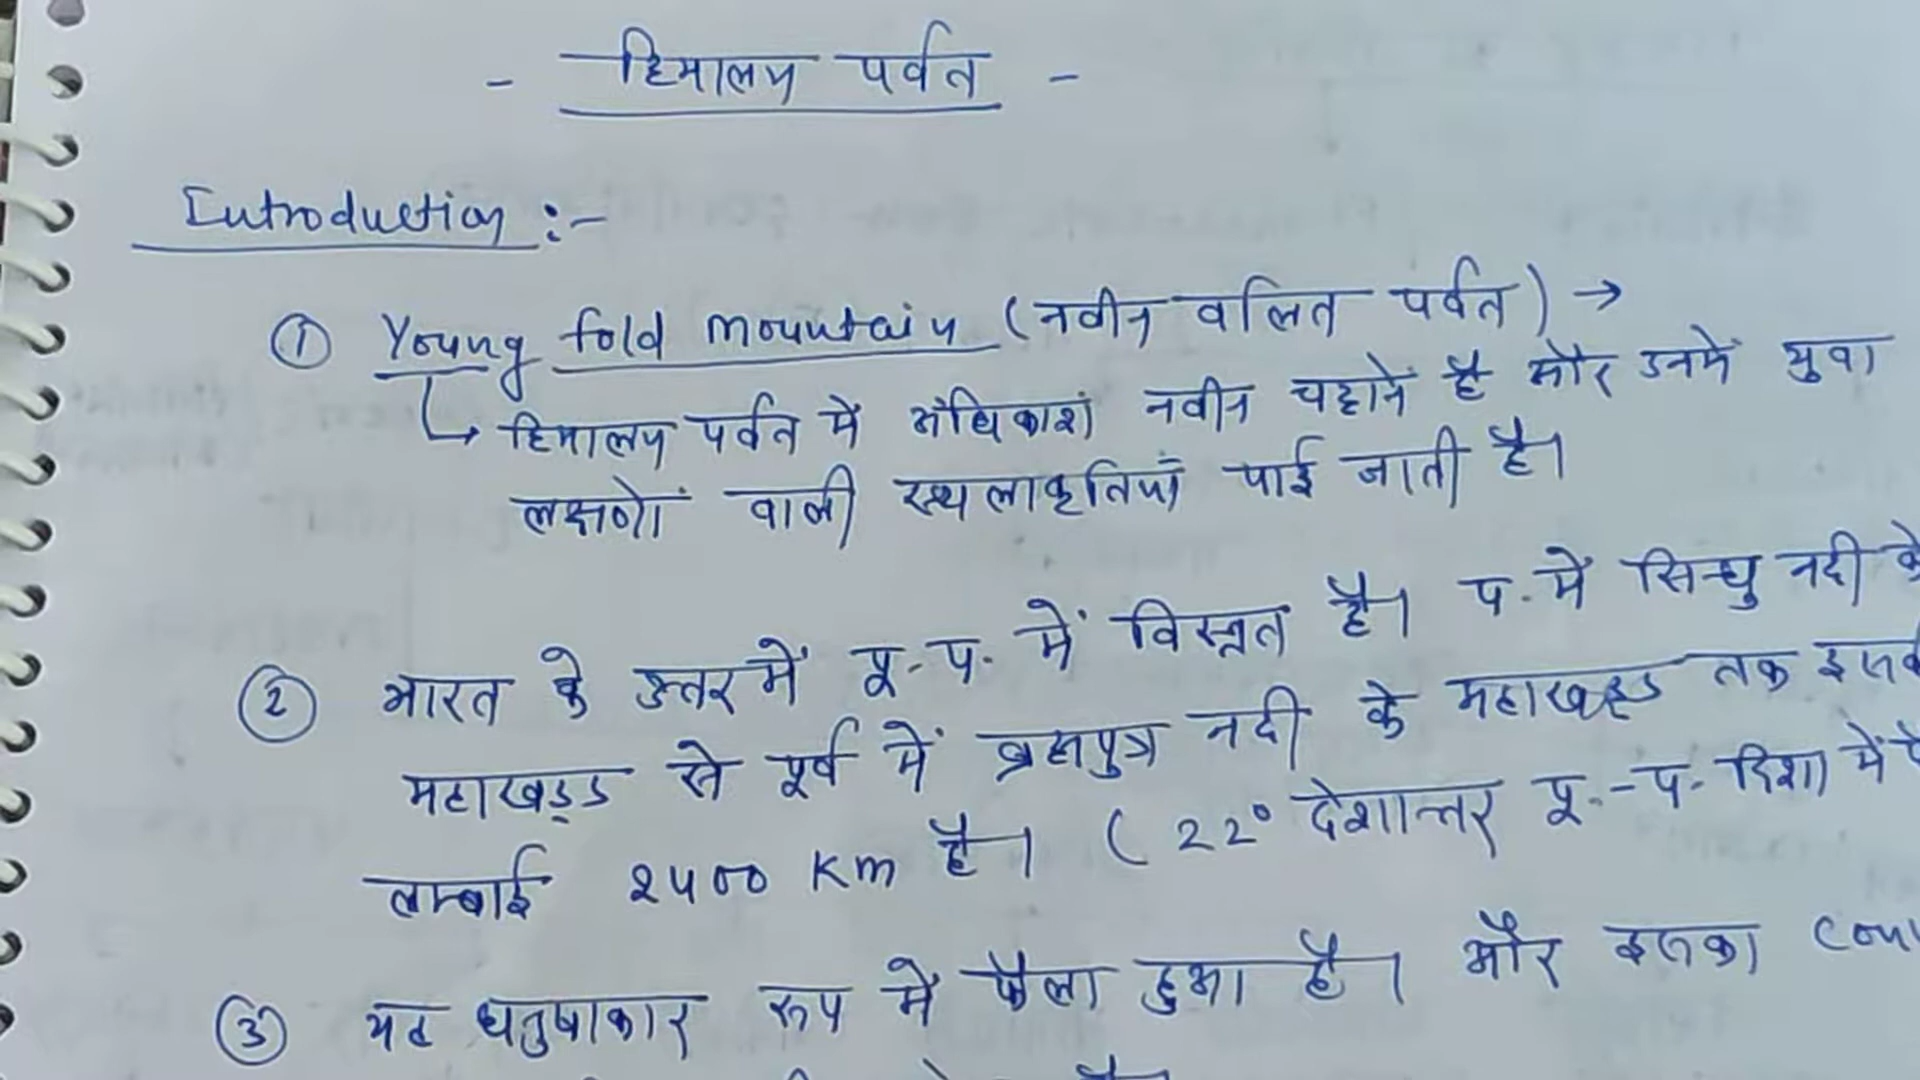 - हिमालय पर्वत -
Introduction :-
① Young fold mountain (नवीन वलित पर्वत) →
↳ हिमालय पर्वत में अधिकाशं नवीन चट्टाने है और उनमें युवा
लक्षणों वाली स्थलाकृतियाँ पाई जाती है।
② भारत के उत्तर में पू.-प. में विस्तृत है। प. में सिन्धु नदी के
महाखड्ड से पूर्व में ब्रह्मपुत्र नदी के महाखड्ड तक
लम्बाई 2400 Km है। ( 22° देशान्तर पू.-प. दिशा में
③ यह धनुषाकार रूप में फैला हुआ है। और इसका